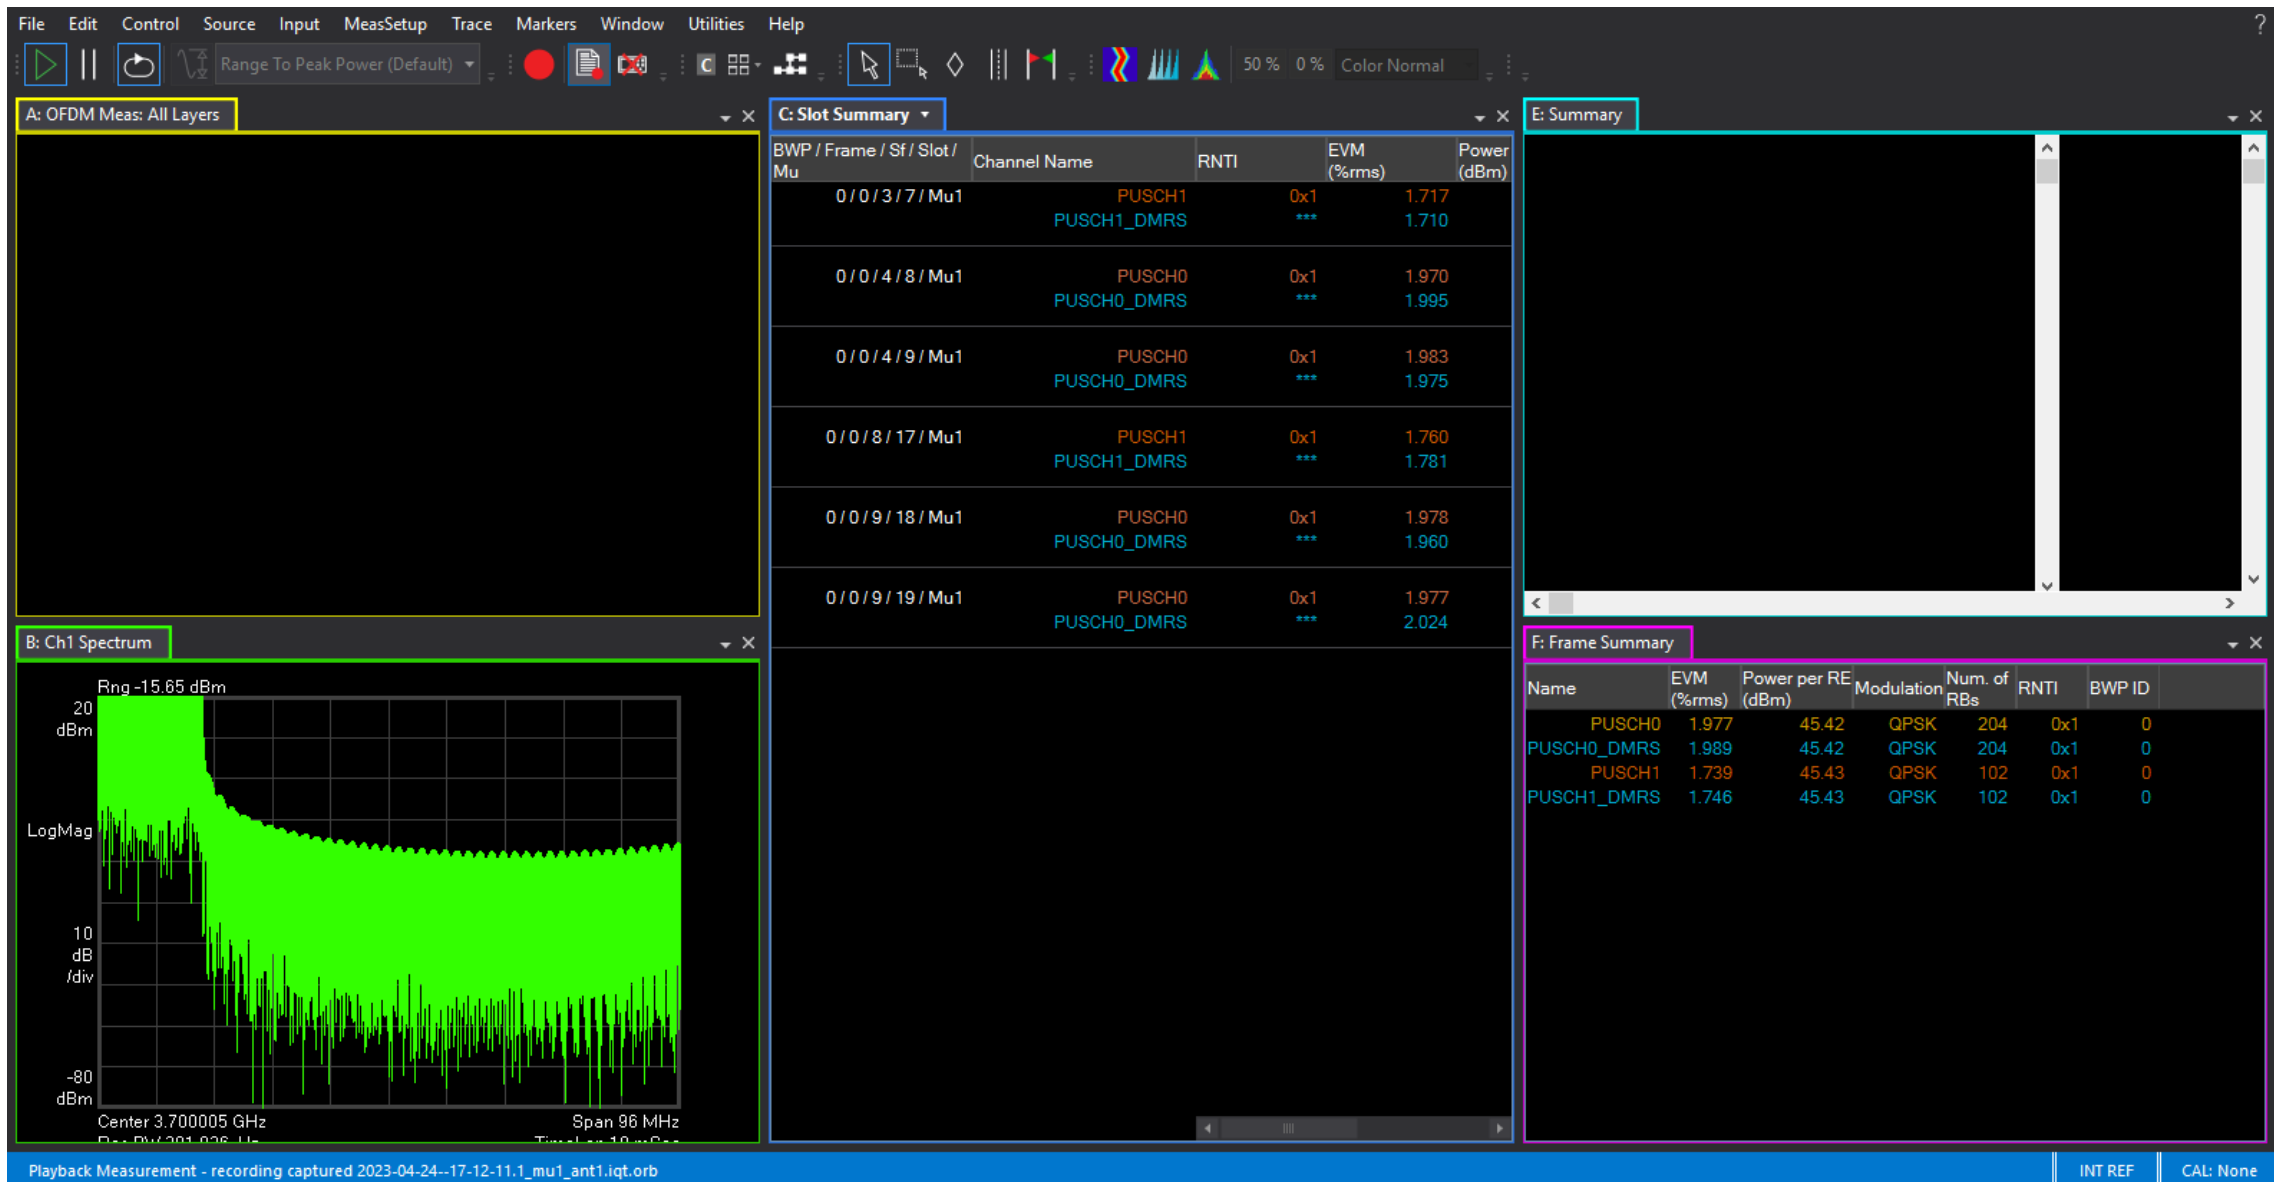 File Edit Control Source Input MeasSetup Trace Markers Window Utilities Help ?
Range To Peak Power (Default) C 50 % 0 % Color Normal
A: OFDM Meas: All Layers
B: Ch1 Spectrum
Rng -15.65 dBm
20
dBm
LogMag
10
dB
/div
-80
dBm
Center 3.700005 GHz Span 96 MHz
C: Slot Summary
BWP / Frame / Sf / Slot / Mu Channel Name RNTI EVM (%rms) Power (dBm)
0 / 0 / 3 / 7 / Mu1 PUSCH1 0x1 1.717
PUSCH1_DMRS *** 1.710
0 / 0 / 4 / 8 / Mu1 PUSCH0 0x1 1.970
PUSCH0_DMRS *** 1.995
0 / 0 / 4 / 9 / Mu1 PUSCH0 0x1 1.983
PUSCH0_DMRS *** 1.975
0 / 0 / 8 / 17 / Mu1 PUSCH1 0x1 1.760
PUSCH1_DMRS *** 1.781
0 / 0 / 9 / 18 / Mu1 PUSCH0 0x1 1.978
PUSCH0_DMRS *** 1.960
0 / 0 / 9 / 19 / Mu1 PUSCH0 0x1 1.977
PUSCH0_DMRS *** 2.024
E: Summary
F: Frame Summary
Name EVM (%rms) Power per RE (dBm) Modulation Num. of RBs RNTI BWP ID
PUSCH0 1.977 45.42 QPSK 204 0x1 0
PUSCH0_DMRS 1.989 45.42 QPSK 204 0x1 0
PUSCH1 1.739 45.43 QPSK 102 0x1 0
PUSCH1_DMRS 1.746 45.43 QPSK 102 0x1 0
Playback Measurement - recording captured 2023-04-24--17-12-11.1_mu1_ant1.iqt.orb INT REF CAL: None